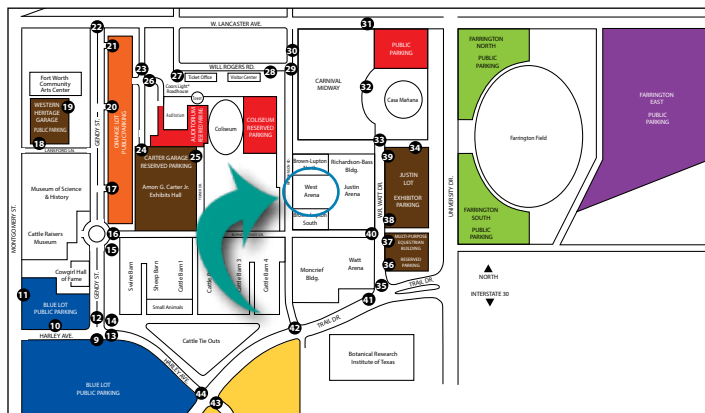 22
W. LANCASTER AVE.
31
21
30
PUBLIC
PARKING
FARRINGTON
NORTH
PUBLIC
PARKING
23
26
27
WILL ROGERS RD.
28
29
Ticket Office
Visitor Center
Coors Light®
Roadhouse
Fort Worth
Community
Arts Center
CARNIVAL
MIDWAY
32
Casa Mañana
FARRINGTON
EAST
PUBLIC
PARKING
WESTERN
HERITAGE
GARAGE
PUBLIC PARKING
19
18
20
GENDY ST.
ORANGE LOT
PUBLIC PARKING
Auditorium
AUDITORIUM
RESERVED PARKING
Coliseum
COLISEUM
RESERVED
PARKING
Farrington Field
24
25
CARTER GARAGE
RESERVED PARKING
Amon G. Carter Jr.
Exhibits Hall
33
39
34
Brown-Lupton
North
Richardson-Bass
Bldg.
West
Arena
Justin
Arena
South
W.R. WATT DR.
JUSTIN
LOT
EXHIBITOR
PARKING
38
UNIVERSITY DR.
Museum of Science
& History
17
MONTGOMERY ST.
Cattle Raisers
Museum
16
15
40
37
MULTI-PURPOSE
EQUESTRIAN
BUILDING
RESERVED
PARKING
36
FARRINGTON
SOUTH
PUBLIC
PARKING
Cowgirl Hall
of Fame
GENDY ST.
Swine Barn
Sheep Barn
Cattle Barn 1
Cattle Barn 3
Cattle Barn 4
Small Animals
Moncrief
Bldg.
Watt
Arena
35
41
TRAIL DR.
NORTH
INTERSTATE 30
11
BLUE LOT
PUBLIC PARKING
10
12
14
HARLEY AVE.
9
13
Cattle Tie Outs
42
TRAIL DR.
Botanical Research
Institute of Texas
HARLEY AVE.
BLUE LOT
PUBLIC PARKING
44
43